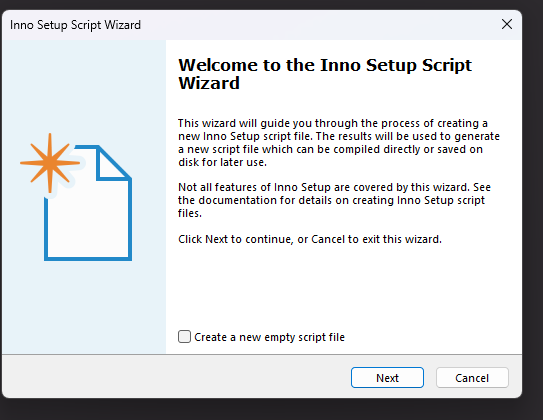 Inno Setup Script Wizard
Welcome to the Inno Setup Script
Wizard
This wizard will guide you through the process of creating a
new Inno Setup script file. The results will be used to generate
a new script file which can be compiled directly or saved on
disk for later use.
Not all features of Inno Setup are covered by this wizard. See
the documentation for details on creating Inno Setup script
files.
Click Next to continue, or Cancel to exit this wizard.
Create a new empty script file
Next
Cancel